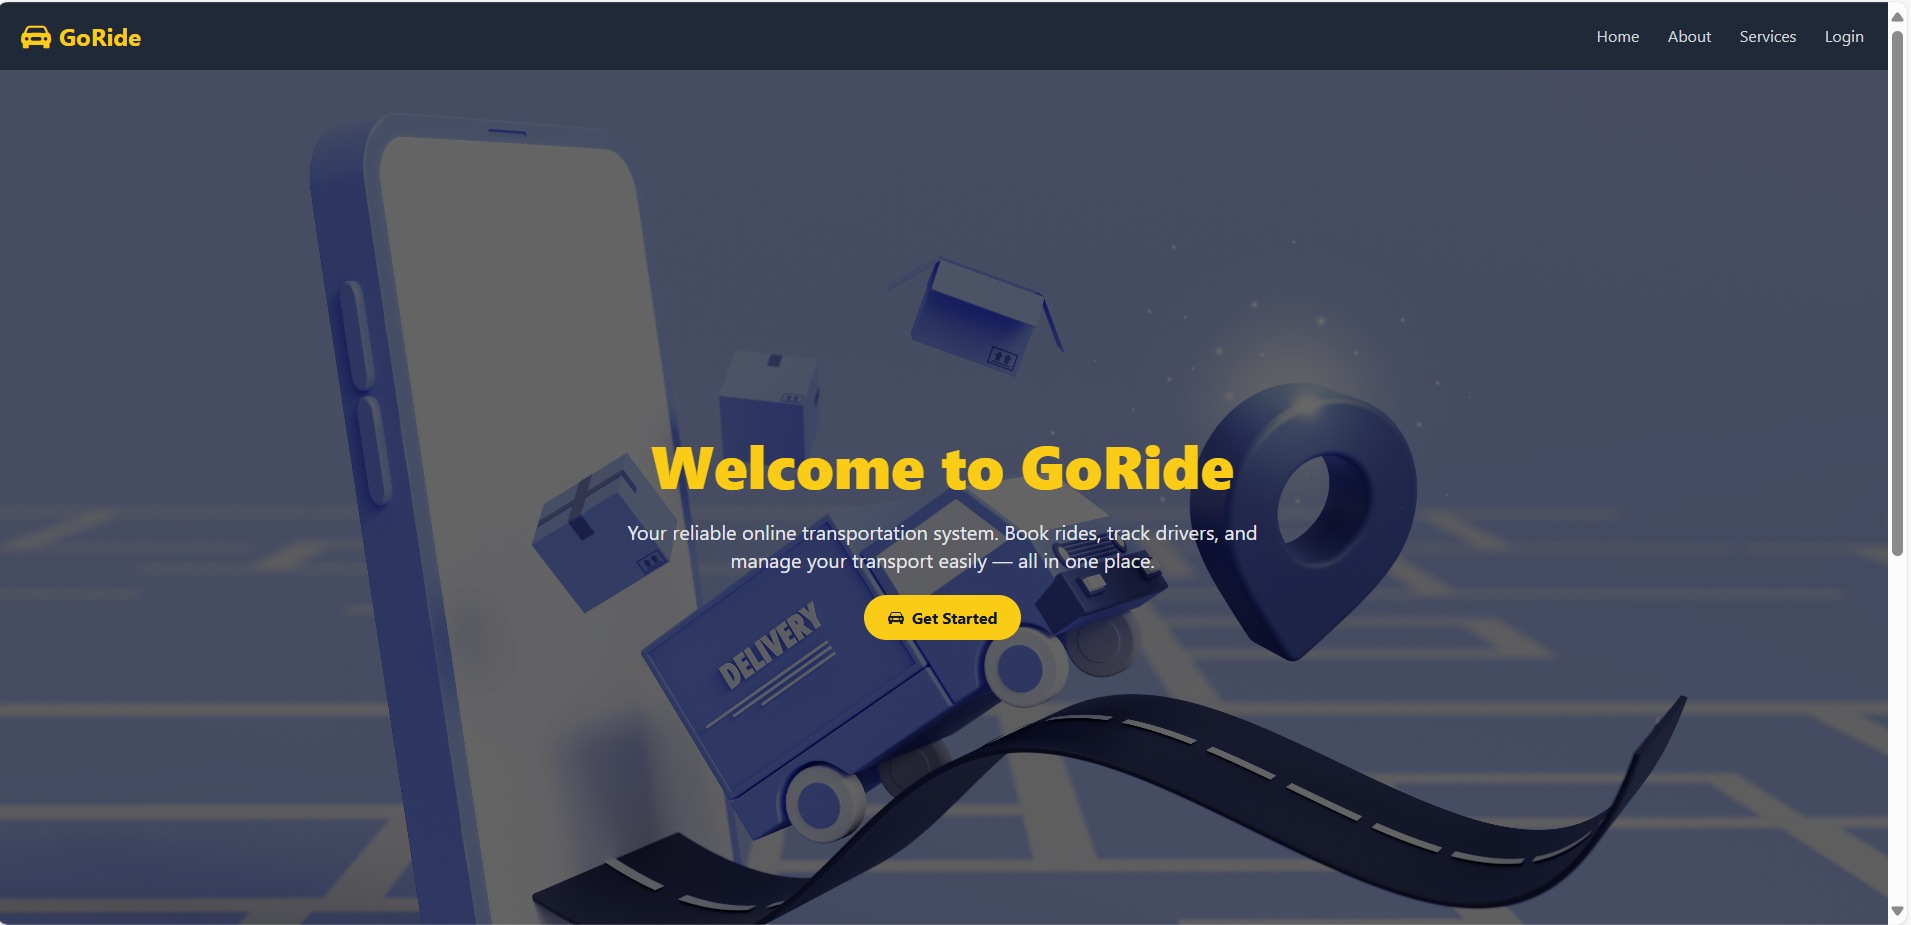 GoRide
Home About Services Login
Welcome to GoRide
Your reliable online transportation system. Book rides, track drivers, and
manage your transport easily — all in one place.
Get Started
DELIVERY